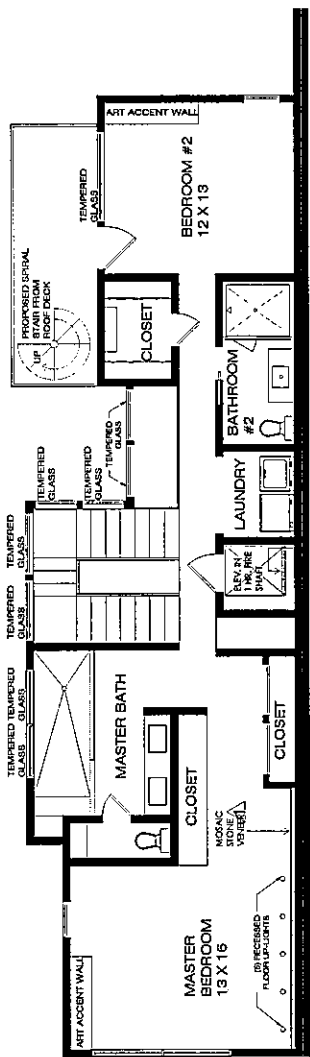 ART ACCENT WALL
MASTER
BEDROOM
13 X 16
(5) RECESSED
FLOOR UP-LIGHTS
MOSAIC
STONE
VENEER
CLOSET
CLOSET
MASTER BATH
TEMPERED
GLASS
TEMPERED
GLASS
TEMPERED
GLASS
TEMPERED
GLASS
TEMPERED
GLASS
TEMPERED
GLASS
TEMPERED
GLASS
ELEV. IN
1 HR. FIRE
SHAFT
LAUNDRY
BATHROOM
#2
CLOSET
UP
PROPOSED SPIRAL
STAIR FROM
ROOF DECK
TEMPERED
GLASS
BEDROOM #2
12 X 13
ART ACCENT WALL